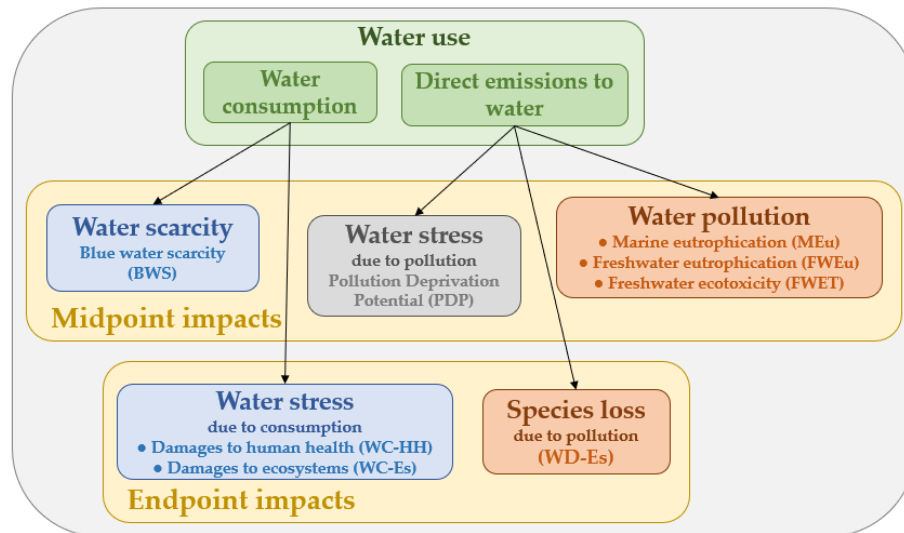 Water use
Water
consumption
Direct emissions to
water
Water scarcity
Blue water scarcity
(BWS)
Water stress
due to pollution
Pollution Deprivation
Potential (PDP)
Water pollution
● Marine eutrophication (MEu)
● Freshwater eutrophication (FWEu)
● Freshwater ecotoxicity (FWET)
Midpoint impacts
Water stress
due to consumption
● Damages to human health (WC-HH)
● Damages to ecosystems (WC-Es)
Species loss
due to pollution
(WD-Es)
Endpoint impacts